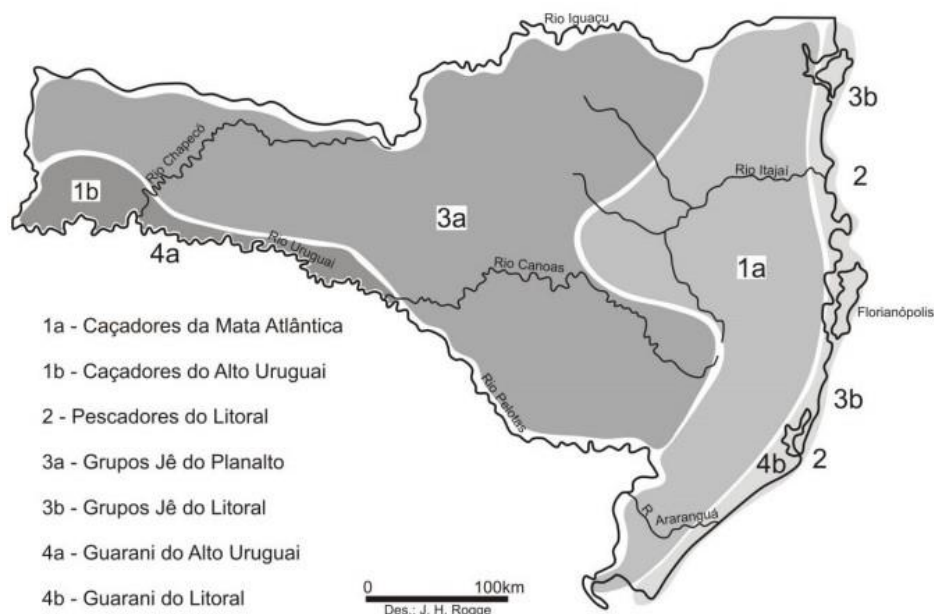 Rio Iguaçu
3b
Rio Chapecó
Rio Itajaí
2
1b
3a
4a
Rio Uruguai
Rio Canoas
1a
Florianópolis
1a - Caçadores da Mata Atlântica
1b - Caçadores do Alto Uruguai
Rio Pelotas
3b
2 - Pescadores do Litoral
4b
2
3a - Grupos Jê do Planalto
3b - Grupos Jê do Litoral
R. Araranguá
4a - Guarani do Alto Uruguai
4b - Guarani do Litoral
0 100km
Des.: J. H. Rogge